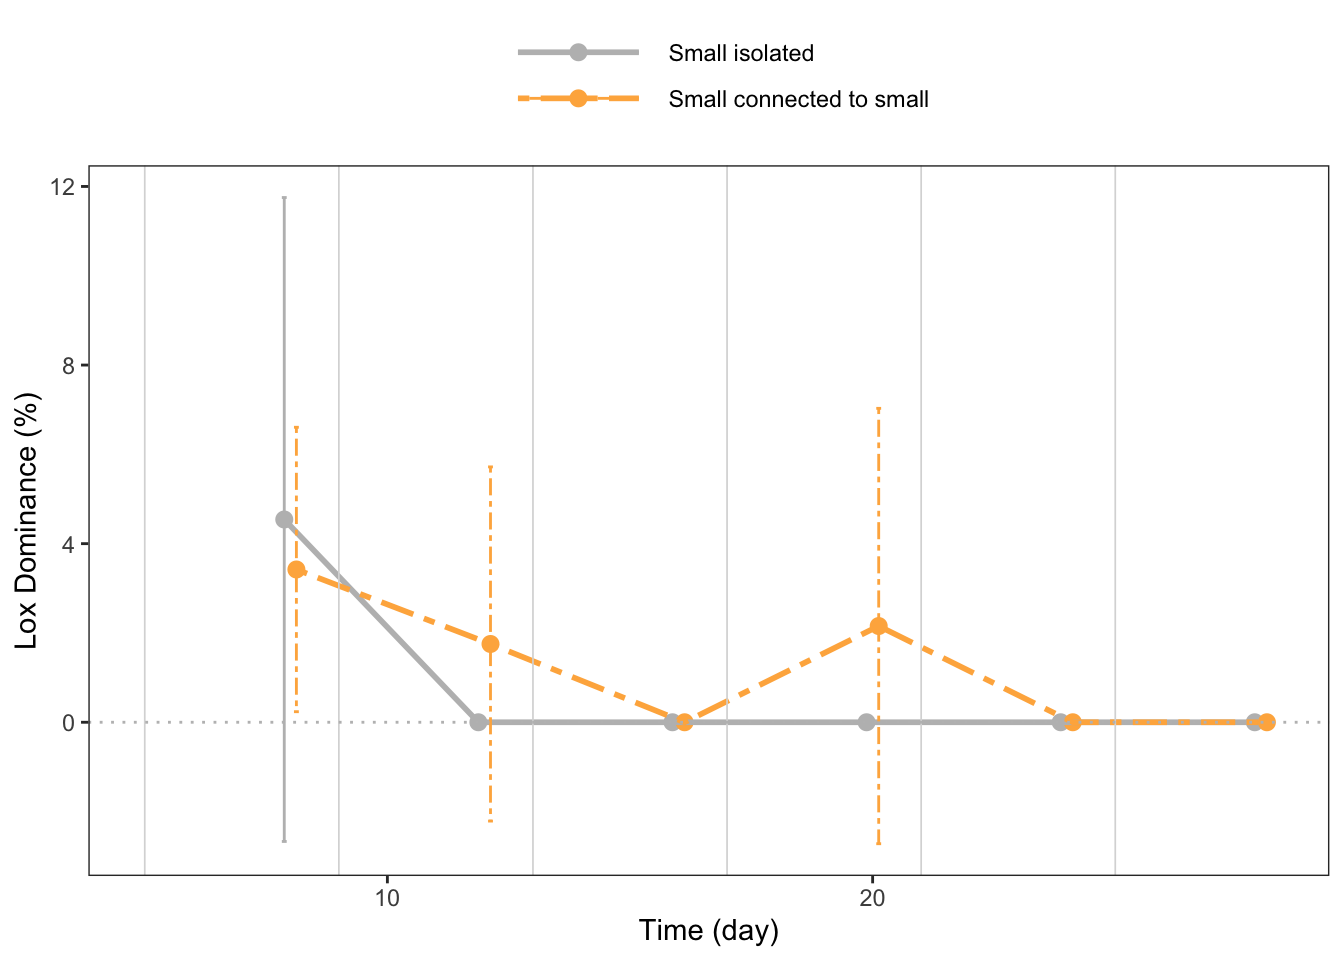 Small isolated
Small connected to small
12
8
4
0
Lox Dominance (%)
10 20
Time (day)